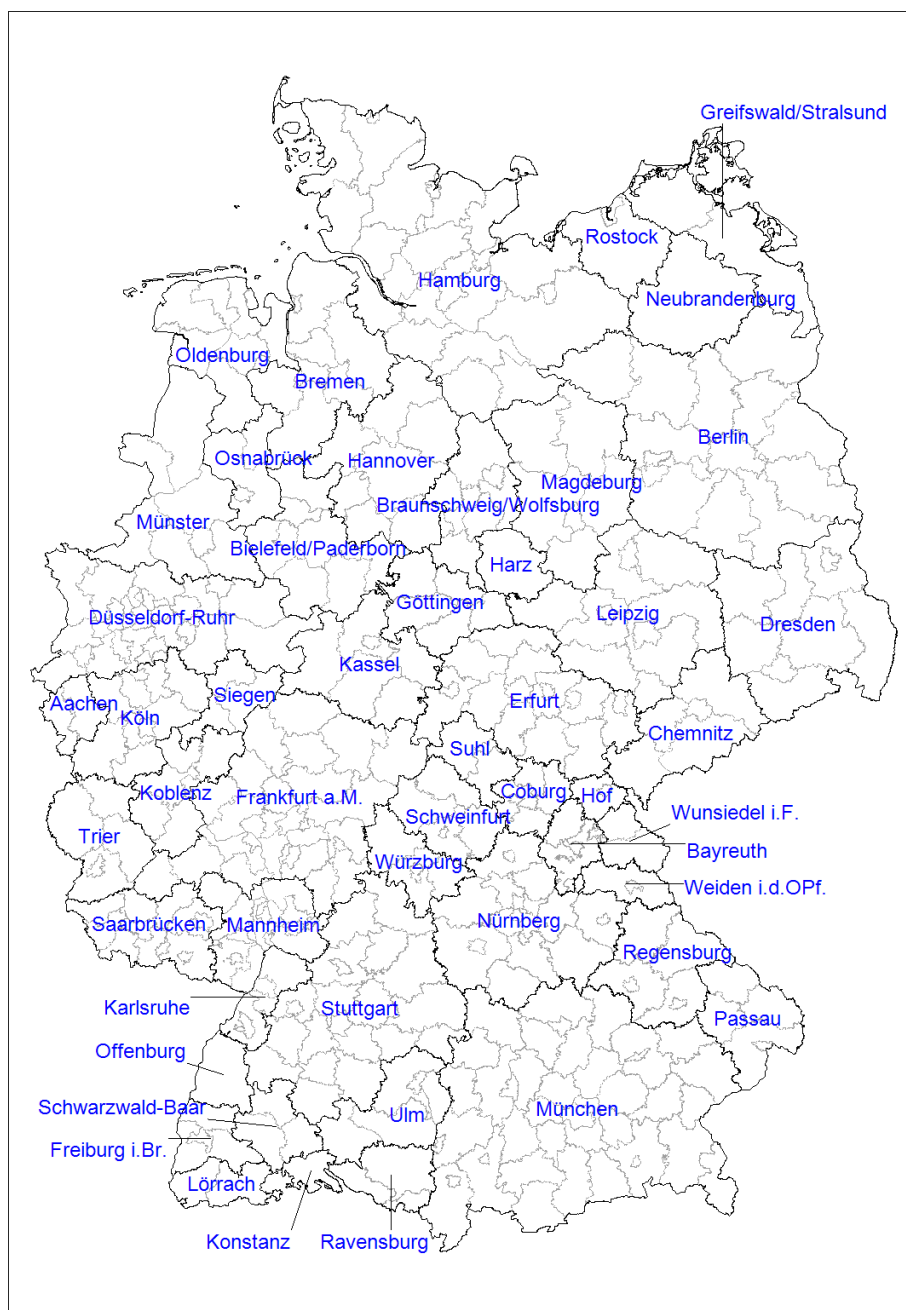 Greifswald/Stralsund
Rostock
Hamburg
Neubrandenburg
Oldenburg
Bremen
Berlin
Osnabrück
Hannover
Magdeburg
Braunschweig/Wolfsburg
Münster
Bielefeld/Paderborn
Harz
Göttingen
Düsseldorf-Ruhr
Leipzig
Dresden
Kassel
Aachen
Siegen
Erfurt
Köln
Chemnitz
Suhl
Koblenz
Frankfurt a.M.
Coburg
Hof
Schweinfurt
Wunsiedel i.F.
Trier
Bayreuth
Würzburg
Weiden i.d.OPf.
Saarbrücken
Mannheim
Nürnberg
Regensburg
Karlsruhe
Stuttgart
Passau
Offenburg
Schwarzwald-Baar
Ulm
München
Freiburg i.Br.
Lörrach
Konstanz
Ravensburg